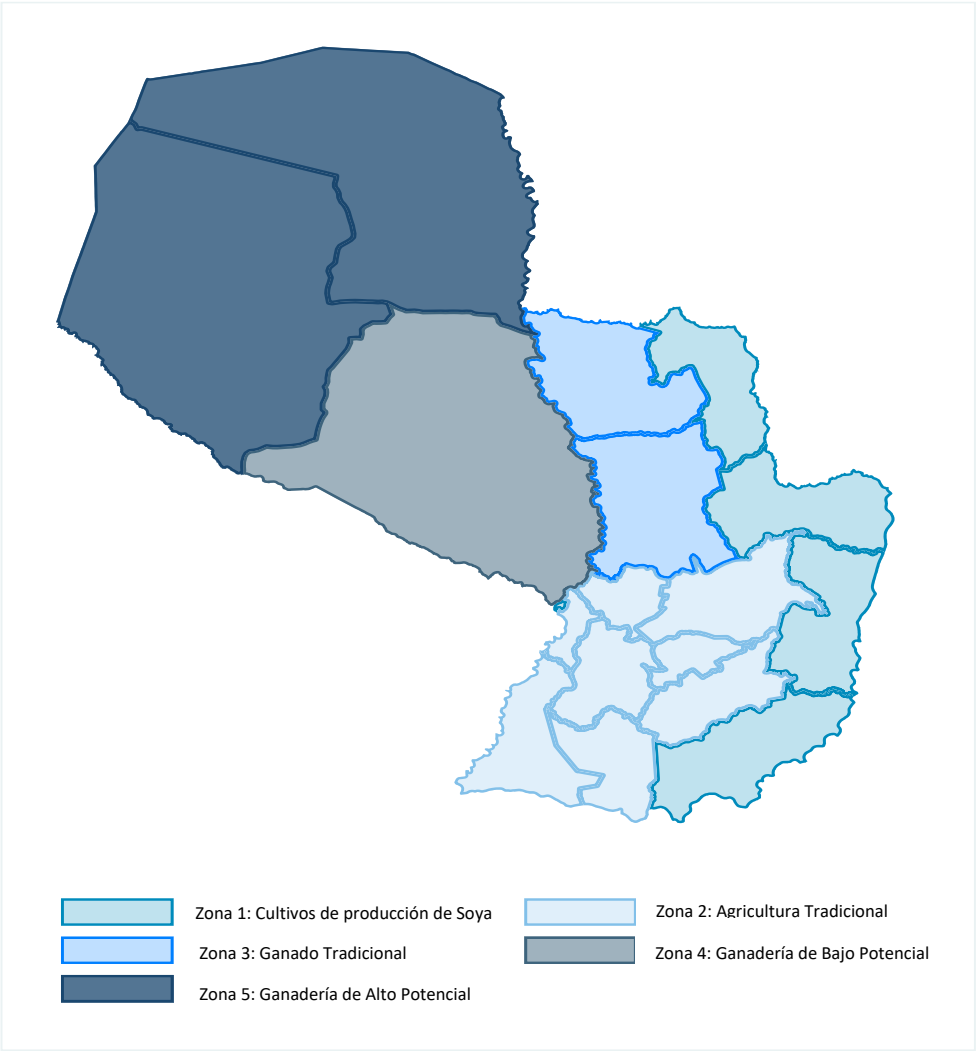 Zona 1: Cultivos de producción de Soya
Zona 2: Agricultura Tradicional
Zona 3: Ganado Tradicional
Zona 4: Ganadería de Bajo Potencial
Zona 5: Ganadería de Alto Potencial